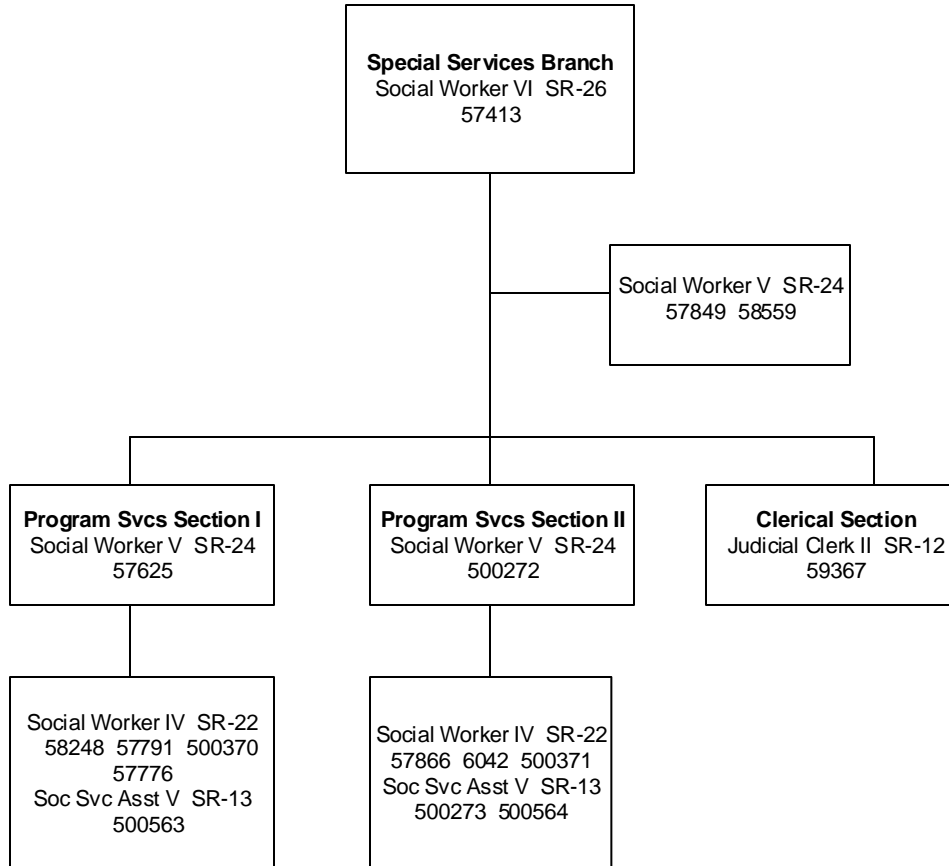 Special Services Branch
Social Worker VI SR-26
57413
Social Worker V SR-24
57849 58559
Program Svcs Section I
Social Worker V SR-24
57625
Program Svcs Section II
Social Worker V SR-24
500272
Clerical Section
Judicial Clerk II SR-12
59367
Social Worker IV SR-22
58248 57791 500370
57776
Soc Svc Asst V SR-13
500563
Social Worker IV SR-22
57866 6042 500371
Soc Svc Asst V SR-13
500273 500564